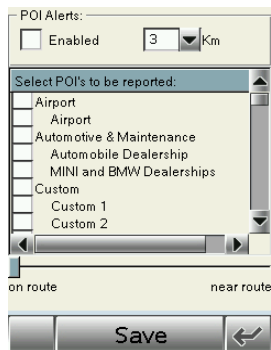 POI Alerts:
Enabled 3 Km
Select POI's to be reported:
Airport
Airport
Automotive & Maintenance
Automobile Dealership
MINI and BMW Dealerships
Custom
Custom 1
Custom 2
on route near route
Save